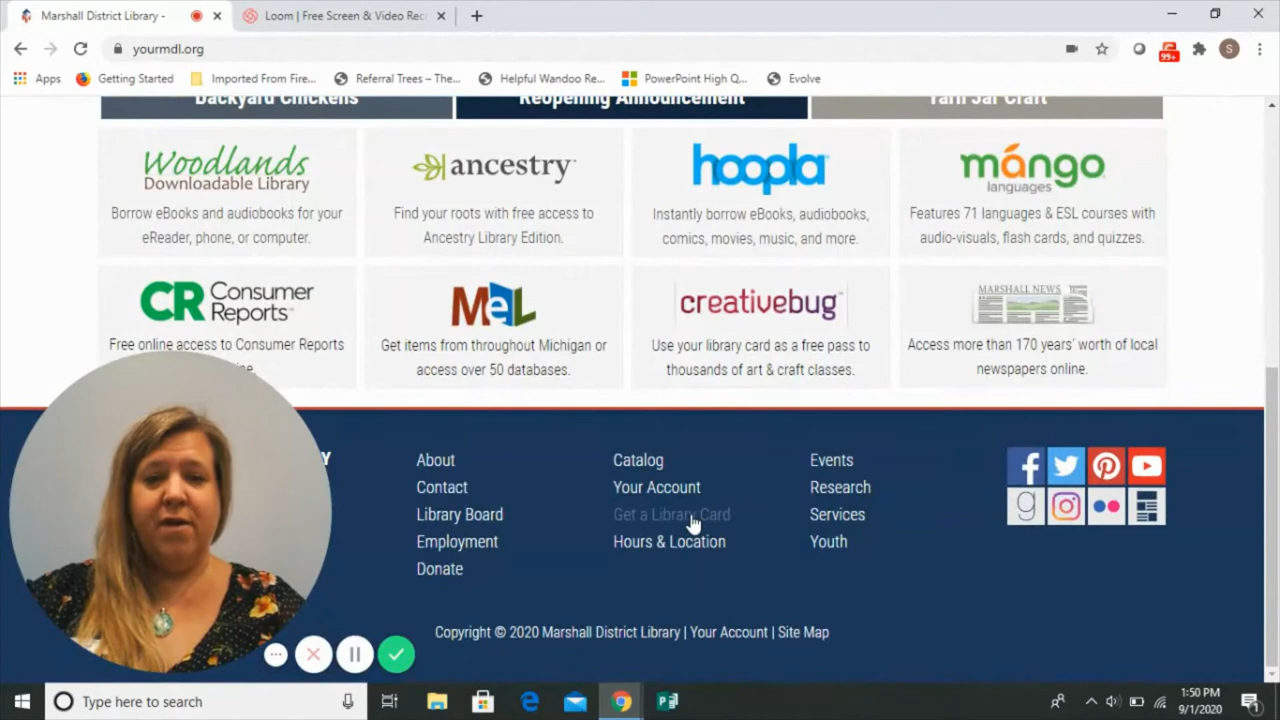 Marshall District Library -
Loom | Free Screen & Video Rec
yourmdl.org
99+
S
Apps
Getting Started
Imported From Fire...
Referral Trees – The...
Helpful Wandoo Re...
PowerPoint High Q...
Evolve
Backyard Chickens
Reopening Announcement
Yarn Jar Craft
Woodlands
Downloadable Library
Borrow eBooks and audiobooks for your
eReader, phone, or computer.
ancestry
Find your roots with free access to
Ancestry Library Edition.
hoopla
Instantly borrow eBooks, audiobooks,
comics, movies, music, and more.
mango
languages
Features 71 languages & ESL courses with
audio-visuals, flash cards, and quizzes.
CR Consumer
Reports
Free online access to Consumer Reports
MeL
Get items from throughout Michigan or
access over 50 databases.
creativebug
Use your library card as a free pass to
thousands of art & craft classes.
MARSHALL NEWS
Access more than 170 years' worth of local
newspapers online.
About
Contact
Library Board
Employment
Donate
Catalog
Your Account
Get a Library Card
Hours & Location
Events
Research
Services
Youth
Copyright © 2020 Marshall District Library | Your Account | Site Map
Type here to search
1:50 PM
9/1/2020
1